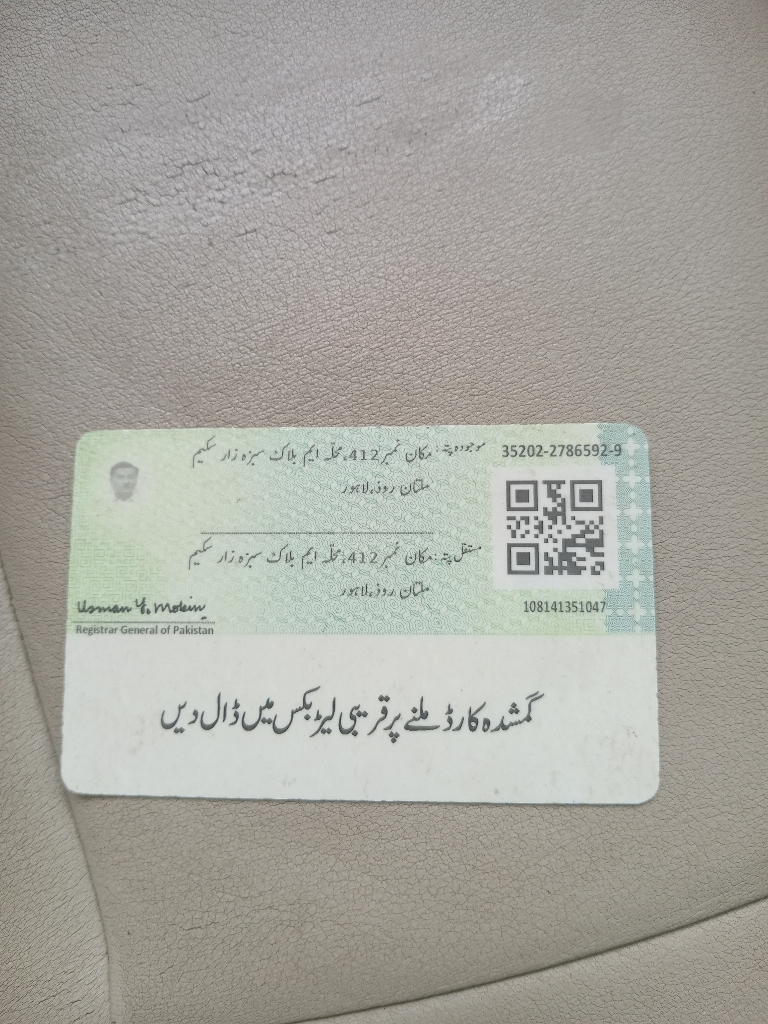 35202-2786592-9
موجودہ پتہ: مکان نمبر 412، محلہ ایم بلاک سبزہ زار سکیم
ملتان روڈ، لاہور
مستقل پتہ: مکان نمبر 412، محلہ ایم بلاک سبزہ زار سکیم
ملتان روڈ، لاہور
108141351047
Usman Y. Mobin
Registrar General of Pakistan
گمشدہ کارڈ ملنے پر قریبی لیٹر بکس میں ڈال دیں